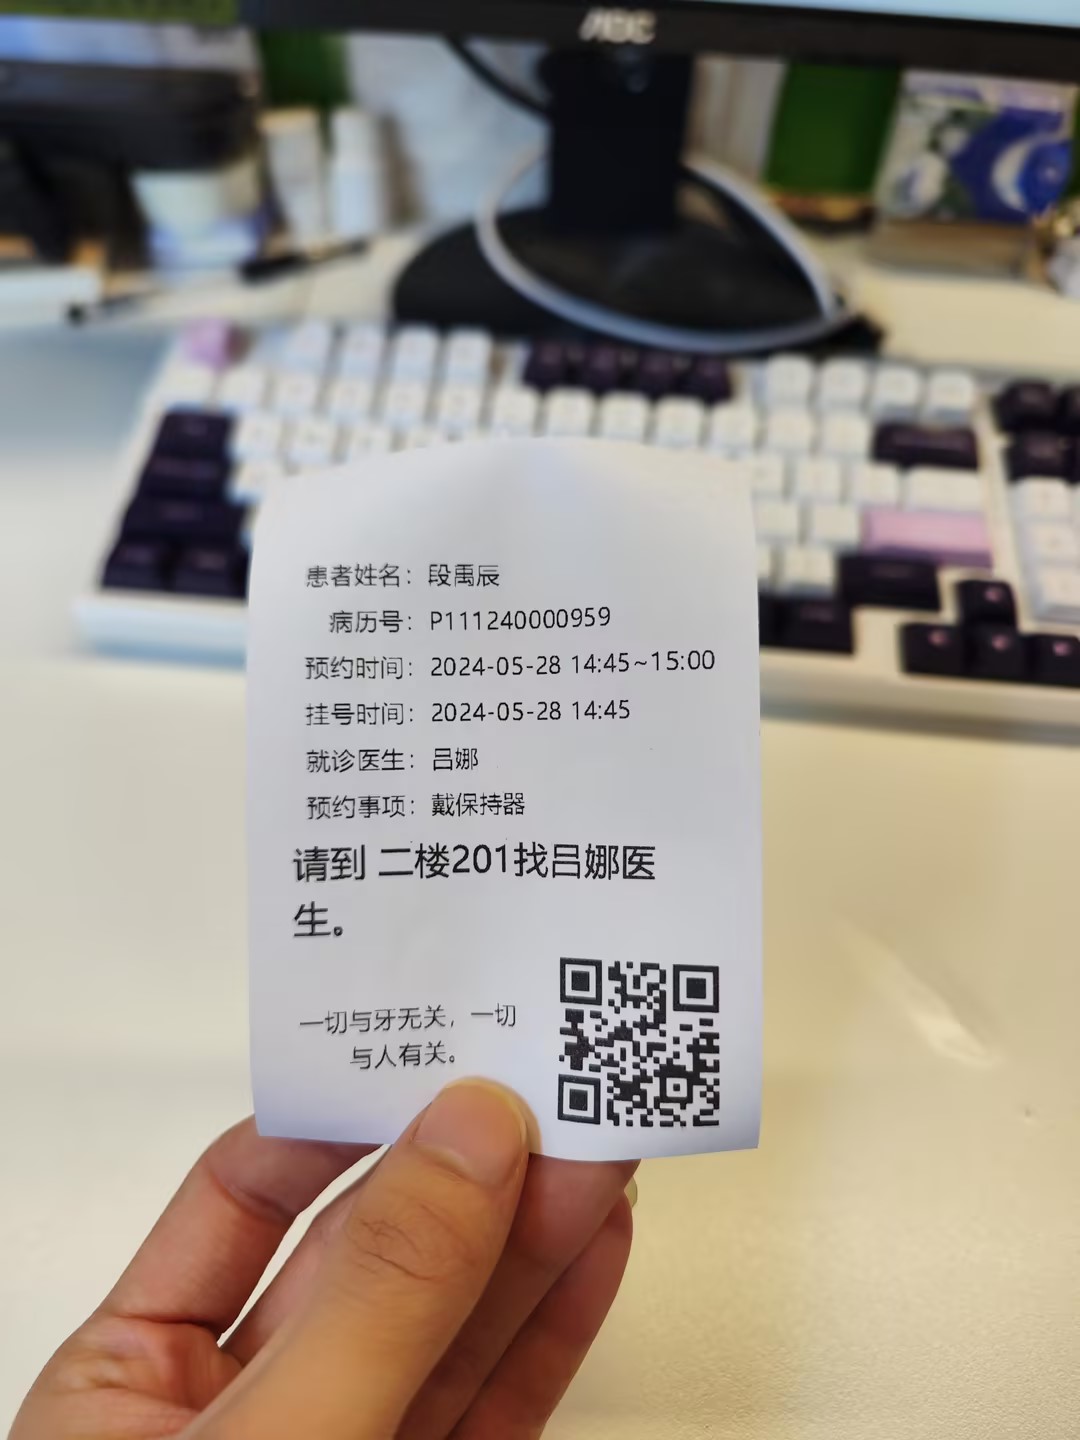 AOC
患者姓名：段禹辰
病历号：P111240000959
预约时间：2024-05-28 14:45~15:00
挂号时间：2024-05-28 14:45
就诊医生：吕娜
预约事项：戴保持器
请到 二楼201找吕娜医
生。
一切与牙无关，一切
与人有关。